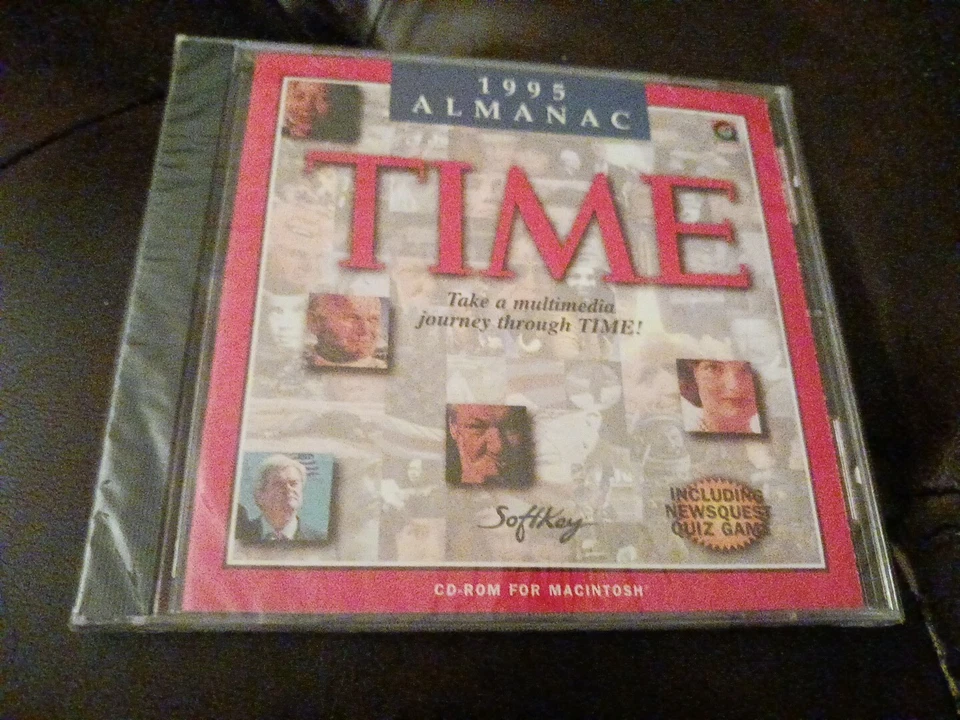 1995
ALMANAC
TIME
Take a multimedia
journey through TIME!
SoftKey
INCLUDING
NEWSQUEST
QUIZ GAME
CD-ROM FOR MACINTOSH